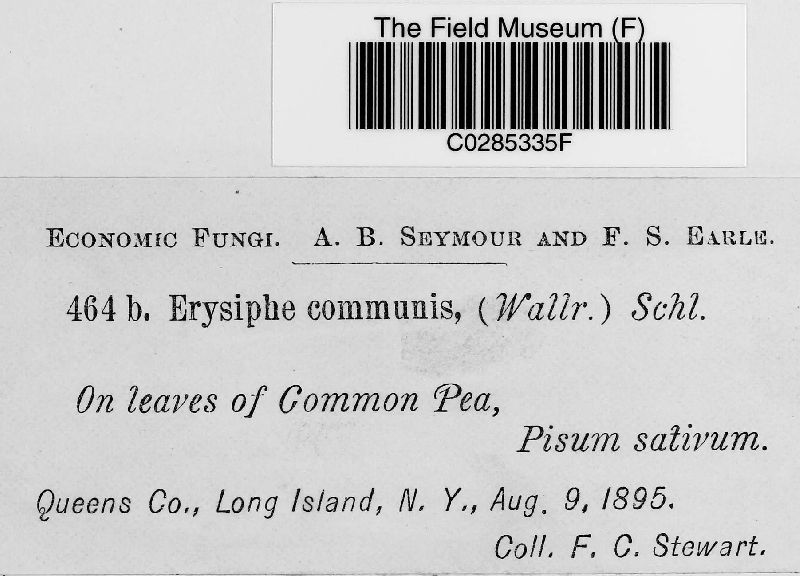 The Field Museum (F)
C0285335F
Economic Fungi. A. B. Seymour and F. S. Earle.
464 b. Erysiphe communis, (Wallr.) Schl.
On leaves of Common Pea,
Pisum sativum.
Queens Co., Long Island, N. Y., Aug. 9, 1895.
Coll. F. C. Stewart.